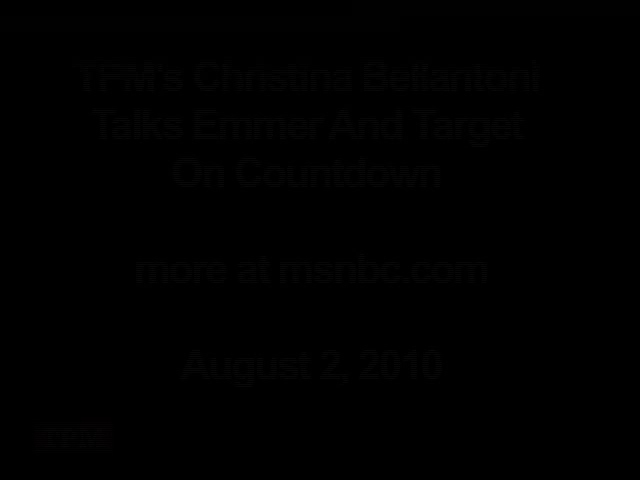 TPM's Christina Bellantoni
Talks Emmer And Target
On Countdown
more at msnbc.com
August 2, 2010